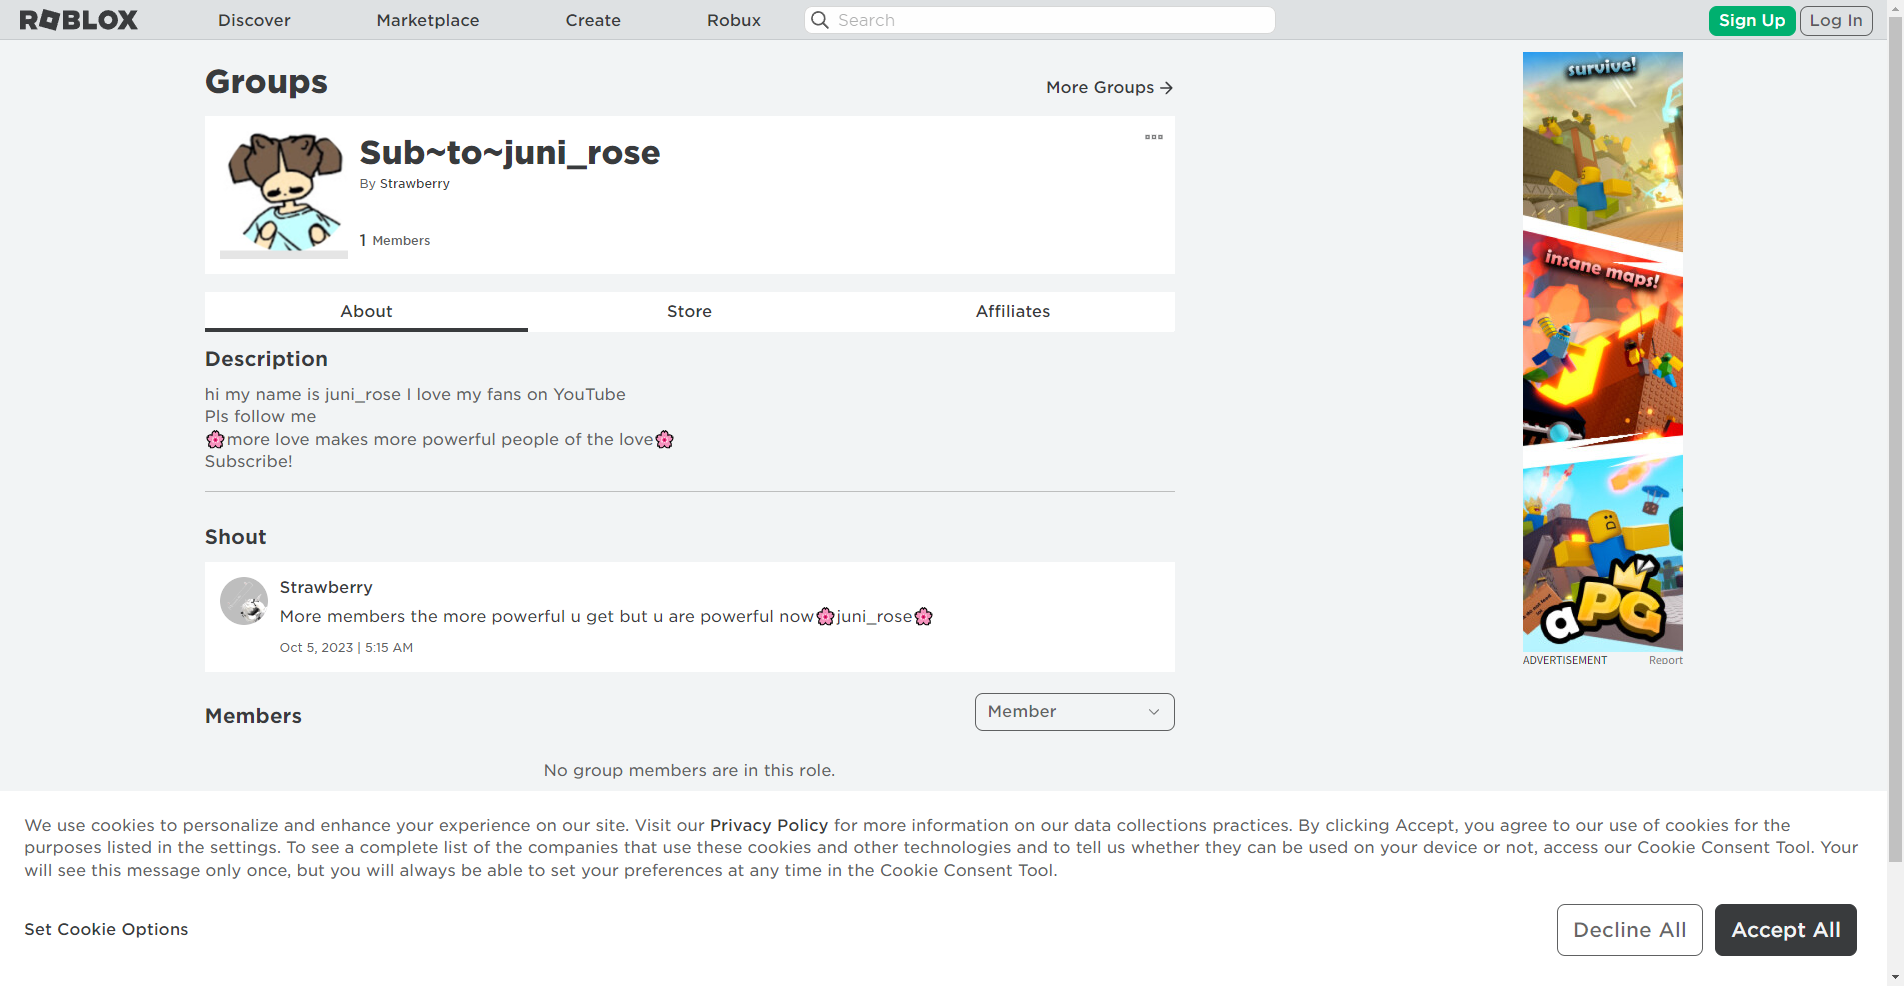 ROBLOX
Discover
Marketplace
Create
Robux
Search
Sign Up
Log In
Groups
More Groups
Sub~to~juni_rose
By Strawberry
1 Members
About
Store
Affiliates
Description
hi my name is juni_rose I love my fans on YouTube
Pls follow me
🌸more love makes more powerful people of the love🌸
Subscribe!
Shout
Strawberry
More members the more powerful u get but u are powerful now🌸juni_rose🌸
Oct 5, 2023 | 5:15 AM
Members
Member
No group members are in this role.
survive!
insane maps!
aPG
ADVERTISEMENT
Report
We use cookies to personalize and enhance your experience on our site. Visit our Privacy Policy for more information on our data collections practices. By clicking Accept, you agree to our use of cookies for the
purposes listed in the settings. To see a complete list of the companies that use these cookies and other technologies and to tell us whether they can be used on your device or not, access our Cookie Consent Tool. Your
will see this message only once, but you will always be able to set your preferences at any time in the Cookie Consent Tool.
Set Cookie Options
Decline All
Accept All